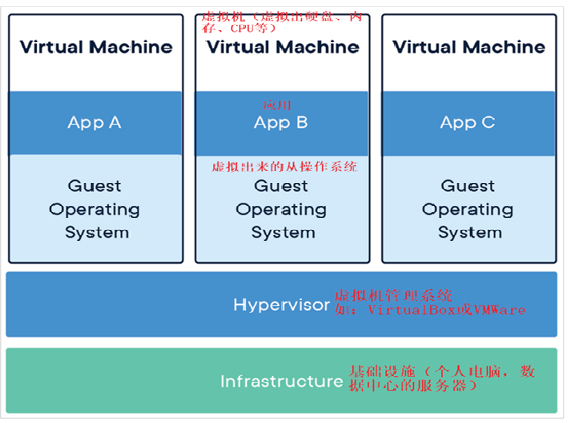 虚拟机（虚拟出硬盘、内
存、CPU等）
Virtual Machine
Virtual Machine
Virtual Machine
应用
App A
App B
App C
虚拟出来的从操作系统
Guest
Operating
System
Guest
Operating
System
Guest
Operating
System
虚拟机管理系统
Hypervisor
如：VirtualBox或VMWare
基础设施（个人电脑，数
Infrastructure
据中心的服务器）